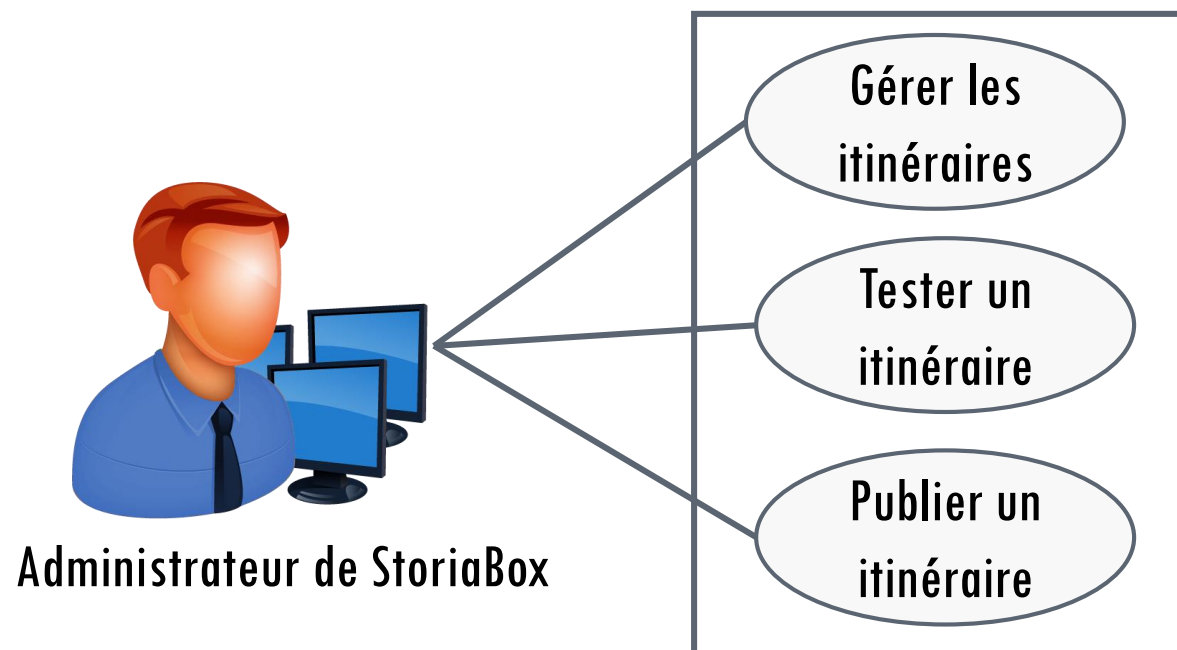 Gérer les
itinéraires
Tester un
itinéraire
Publier un
itinéraire
Administrateur de StoriaBox